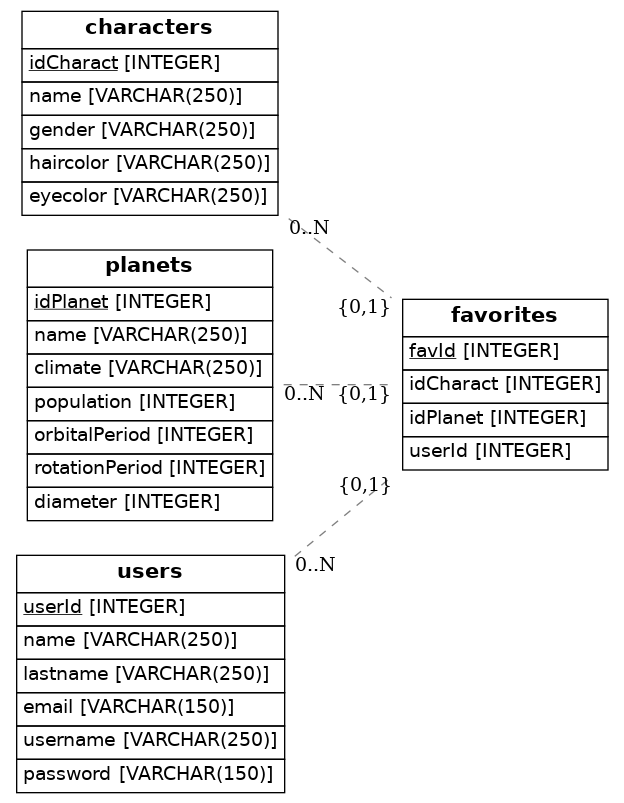 characters
idCharact [INTEGER]
name [VARCHAR(250)]
gender [VARCHAR(250)]
haircolor [VARCHAR(250)]
eyecolor [VARCHAR(250)]
0..N
{0,1}
planets
idPlanet [INTEGER]
name [VARCHAR(250)]
climate [VARCHAR(250)]
population [INTEGER]
orbitalPeriod [INTEGER]
rotationPeriod [INTEGER]
diameter [INTEGER]
0..N
{0,1}
favorites
favId [INTEGER]
idCharact [INTEGER]
idPlanet [INTEGER]
userId [INTEGER]
{0,1}
0..N
users
userId [INTEGER]
name [VARCHAR(250)]
lastname [VARCHAR(250)]
email [VARCHAR(150)]
username [VARCHAR(250)]
password [VARCHAR(150)]